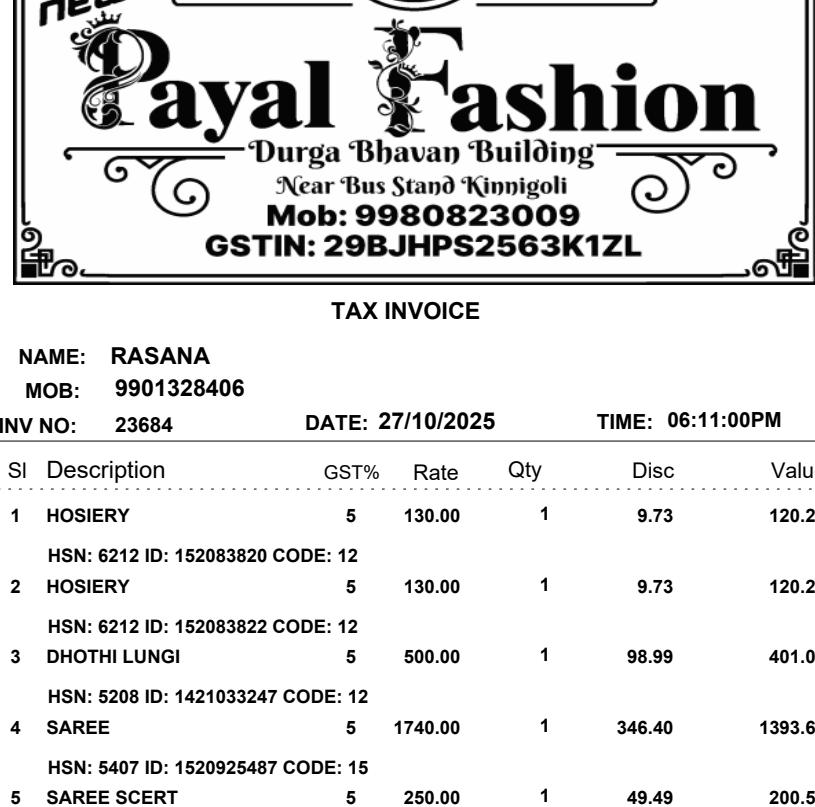 new
Payal Fashion
Durga Bhavan Building
Near Bus Stand Kinnigoli
Mob: 9980823009
GSTIN: 29BJHPS2563K1ZL
TAX INVOICE
NAME: RASANA
MOB: 9901328406
INV NO: 23684 DATE: 27/10/2025 TIME: 06:11:00PM
Sl Description GST% Rate Qty Disc Valu
1 HOSIERY 5 130.00 1 9.73 120.2
HSN: 6212 ID: 152083820 CODE: 12
2 HOSIERY 5 130.00 1 9.73 120.2
HSN: 6212 ID: 152083822 CODE: 12
3 DHOTHI LUNGI 5 500.00 1 98.99 401.0
HSN: 5208 ID: 1421033247 CODE: 12
4 SAREE 5 1740.00 1 346.40 1393.6
HSN: 5407 ID: 1520925487 CODE: 15
5 SAREE SCERT 5 250.00 1 49.49 200.5